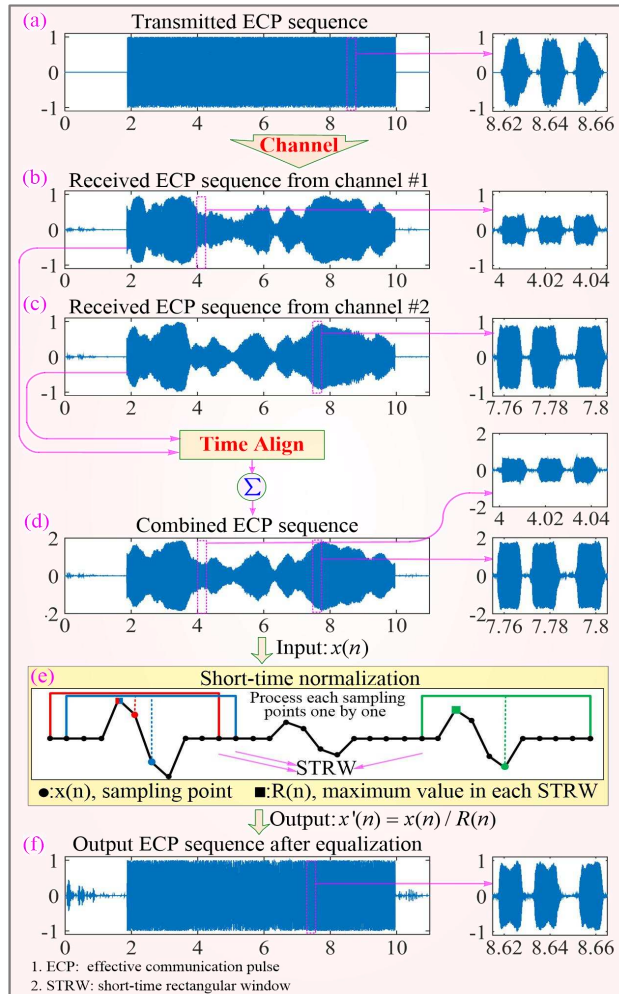 (a)
Transmitted ECP sequence
1
0
-1
0 2 4 6 8 10
1
0
-1
8.62 8.64 8.66
Channel
(b)
Received ECP sequence from channel #1
1
0
-1
0 2 4 6 8 10
1
0
-1
4 4.02 4.04
(c)
Received ECP sequence from channel #2
1
0
-1
0 2 4 6 8 10
1
0
-1
7.76 7.78 7.8
Time Align
Σ
2
0
-2
4 4.02 4.04
(d)
Combined ECP sequence
2
0
-2
0 2 4 6 8 10
2
0
-2
7.76 7.78 7.8
Input: x(n)
(e)
Short-time normalization
Process each sampling
points one by one
STRW
●:x(n), sampling point ■:R(n), maximum value in each STRW
Output: x'(n) = x(n) / R(n)
(f)
Output ECP sequence after equalization
1
0
-1
0 2 4 6 8 10
1
0
-1
8.62 8.64 8.66
1. ECP: effective communication pulse
2. STRW: short-time rectangular window